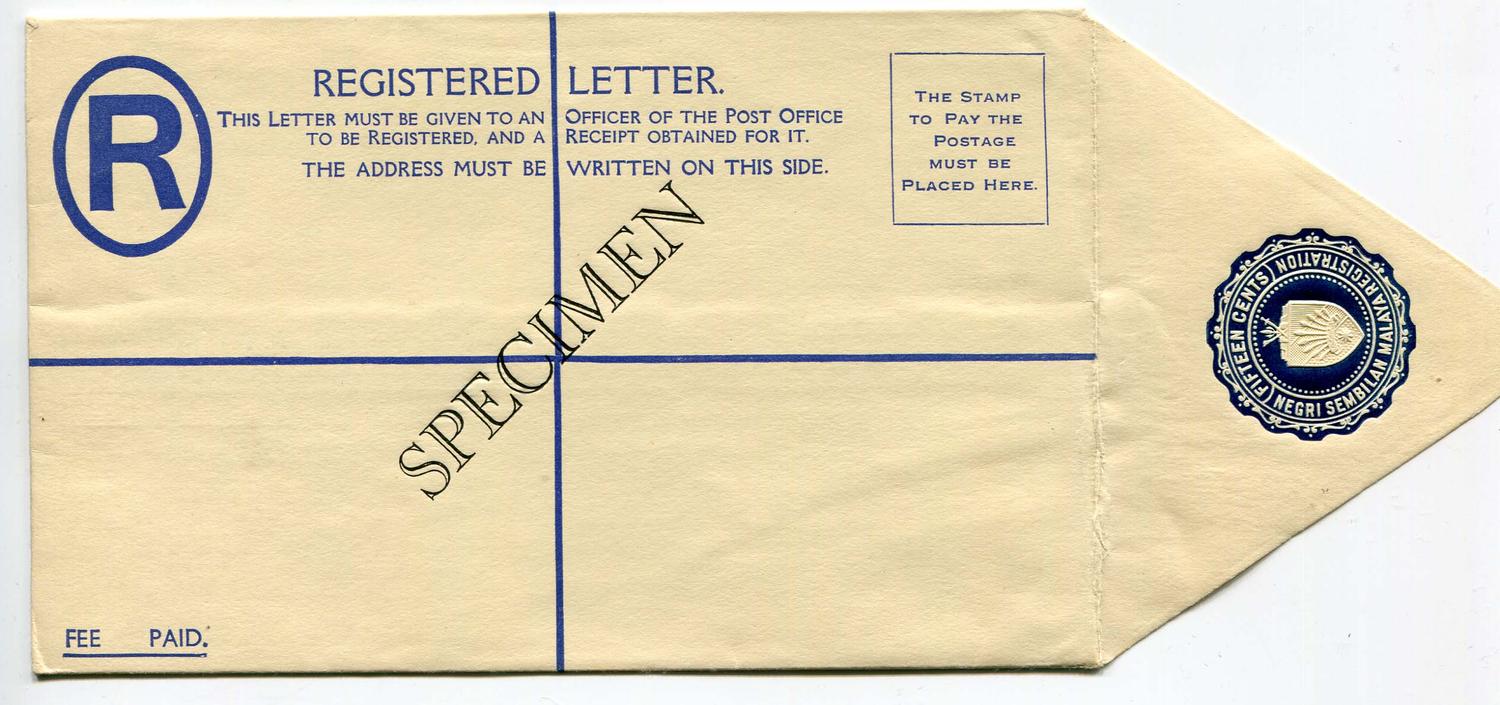 R
REGISTERED LETTER.
THIS LETTER MUST BE GIVEN TO AN OFFICER OF THE POST OFFICE
TO BE REGISTERED, AND A RECEIPT OBTAINED FOR IT.
THE ADDRESS MUST BE WRITTEN ON THIS SIDE.
THE STAMP
TO PAY THE
POSTAGE
MUST BE
PLACED HERE.
SPECIMEN
FEE PAID.
FIFTEEN CENTS
REGISTRATION
NEGRI SEMBILAN MALAYA